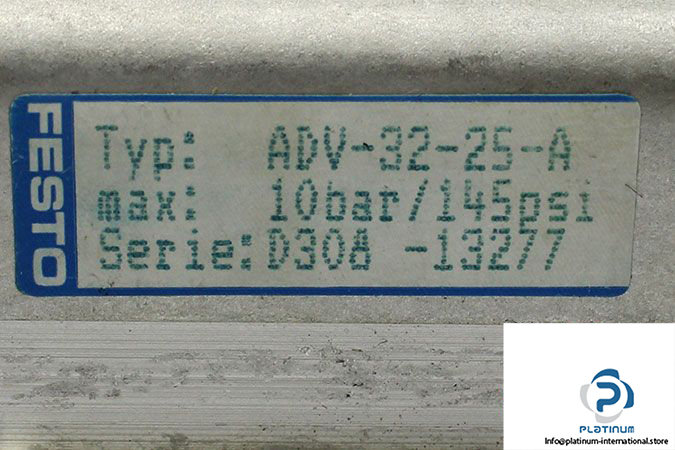 FESTO
Typ: ADV-32-25-A
max: 10bar/145psi
Serie: D308 -13277
PLATINUM
Info@platinum-international.store